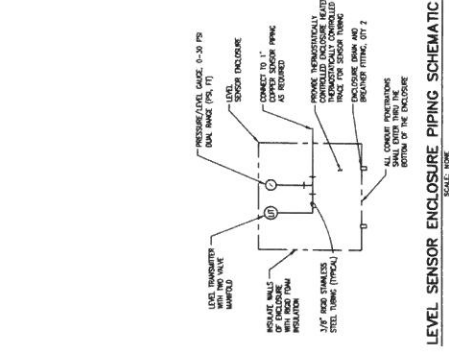 PRESSURE/LEVEL GAUGE, 0-30 PSI
DUAL RANGE (PSI, FT)
LEVEL
SENSOR ENCLOSURE
CONNECT TO 1"
COPPER SENSOR PIPING
AS REQUIRED
PROVIDE THERMOSTATICALLY
CONTROLLED ENCLOSURE HEATER
THERMOSTATICALLY CONTROLLED
TRACE FOR SENSOR TUBING
ENCLOSURE DRAIN AND
BREATHER FITTING, QTY 2
ALL CONDUIT PENETRATIONS
SHALL ENTER THRU THE
BOTTOM OF THE ENCLOSURE
LEVEL TRANSMITTER
WITH TWO VALVE
MANIFOLD
LIT
INSULATE WALLS
OF ENCLOSURE
WITH RIGID FOAM
INSULATION
3/8" RIGID STAINLESS
STEEL TUBING (TYPICAL)
LEVEL SENSOR ENCLOSURE PIPING SCHEMATIC
SCALE: NONE